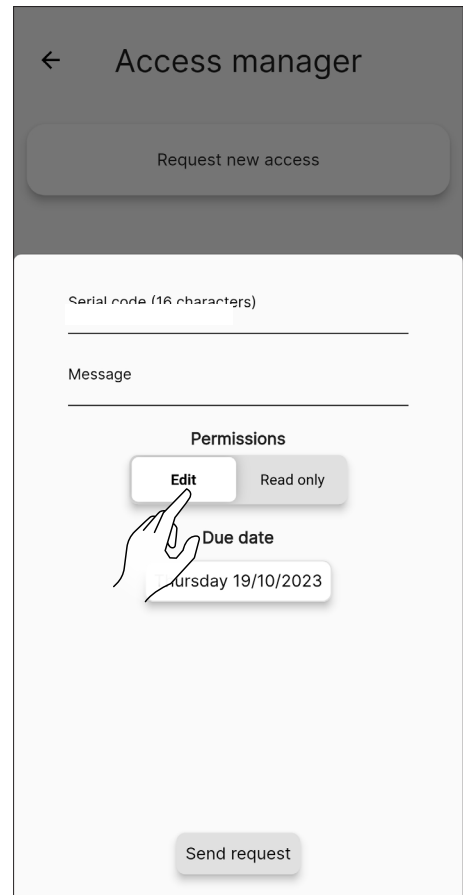 Access manager
Request new access
Serial code (16 characters)
Message
Permissions
Edit Read only
Due date
Thursday 19/10/2023
Send request